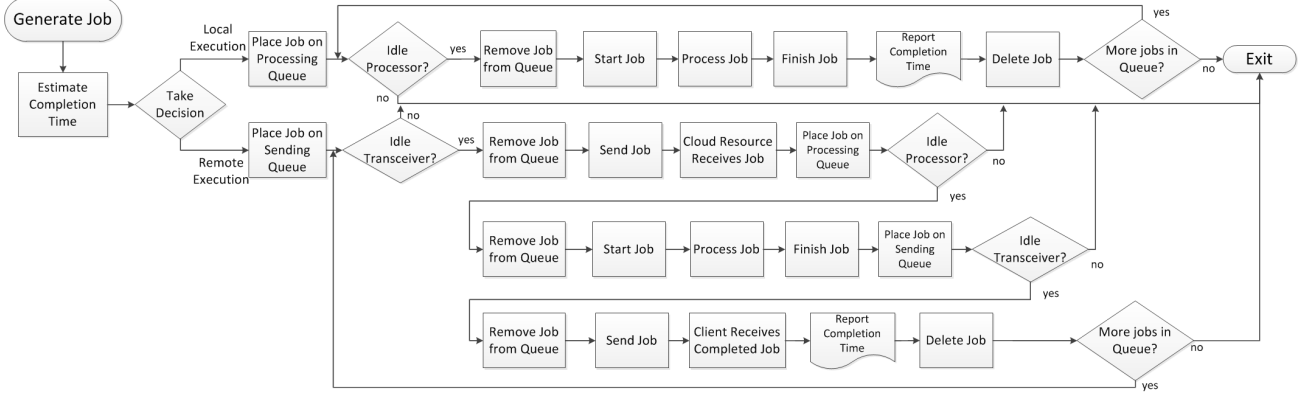 Generate Job
Estimate
Completion
Time
Take
Decision
Local
Execution
Remote
Execution
Place Job on
Processing
Queue
Idle
Processor?
yes
no
Remove Job
from Queue
Start Job
Process Job
Finish Job
Report
Completion
Time
Delete Job
More jobs in
Queue?
yes
no
Exit
Place Job on
Sending
Queue
Idle
Transceiver?
no
yes
Remove Job
from Queue
Send Job
Cloud Resource
Receives Job
Place Job on
Processing
Queue
Idle
Processor?
no
yes
Remove Job
from Queue
Start Job
Process Job
Finish Job
Place Job on
Sending
Queue
Idle
Transceiver?
no
yes
Remove Job
from Queue
Send Job
Client Receives
Completed Job
Report
Completion
Time
Delete Job
More jobs in
Queue?
no
yes